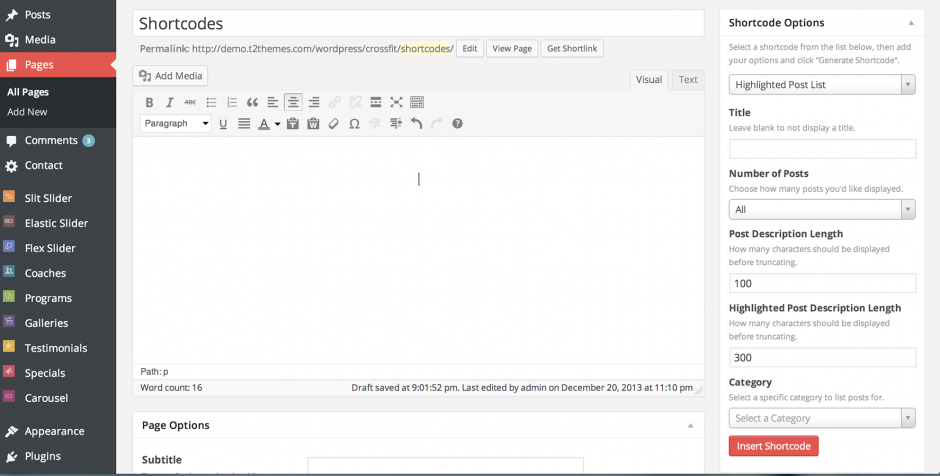 Posts
Media
Pages
All Pages
Add New
Comments 3
Contact
Slit Slider
Elastic Slider
Flex Slider
Coaches
Programs
Galleries
Testimonials
Specials
Carousel
Appearance
Plugins
Shortcodes
Permalink: http://demo.t2themes.com/wordpress/crossfit/shortcodes/ Edit View Page Get Shortlink
Add Media
Visual Text
B I ABC
Paragraph U A T W Ω ?
Path: p
Word count: 16 Draft saved at 9:01:52 pm. Last edited by admin on December 20, 2013 at 11:10 pm
Page Options
Subtitle
Shortcode Options
Select a shortcode from the list below, then add
your options and click "Generate Shortcode".
Highlighted Post List
Title
Leave blank to not display a title.
Number of Posts
Choose how many posts you'd like displayed.
All
Post Description Length
How many characters should be displayed
before truncating.
100
Highlighted Post Description Length
How many characters should be displayed
before truncating.
300
Category
Select a specific category to list posts for.
Select a Category
Insert Shortcode